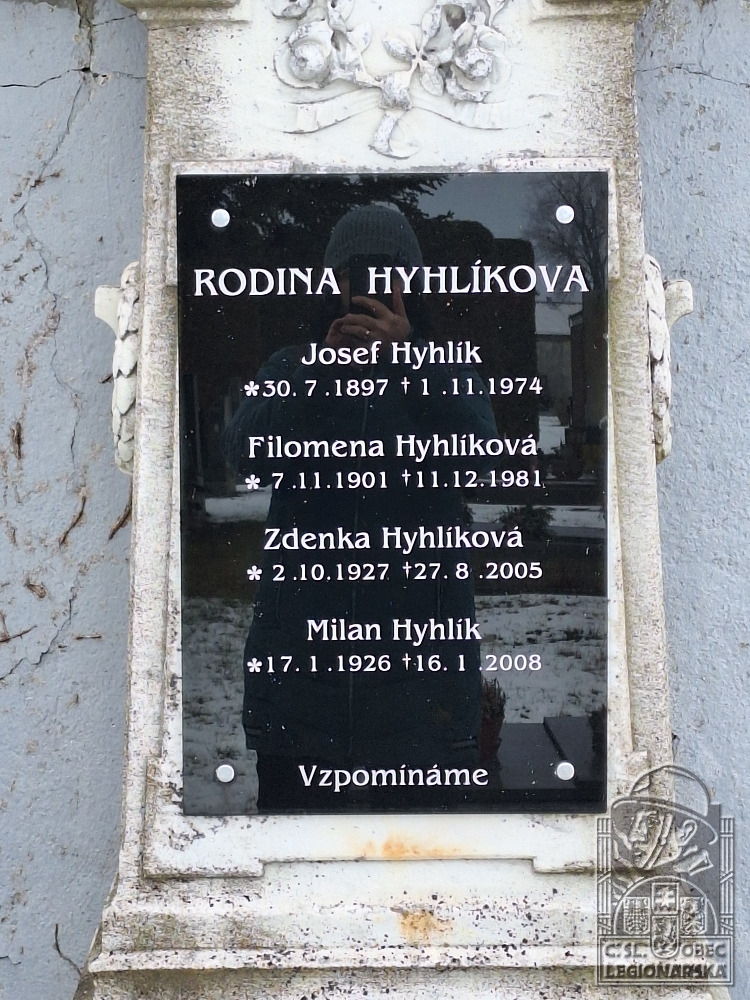 RODINA HYHLÍKOVA
Josef Hyhlík
*30. 7 .1897 † 1 .11.1974
Filomena Hyhlíková
* 7.11.1901 †11.12.1981
Zdenka Hyhlíková
* 2.10.1927 †27. 8 .2005
Milan Hyhlík
*17. 1 .1926 †16. 1 .2008
Vzpomínáme
ČSL. OBEC
LEGIONÁŘSKÁ